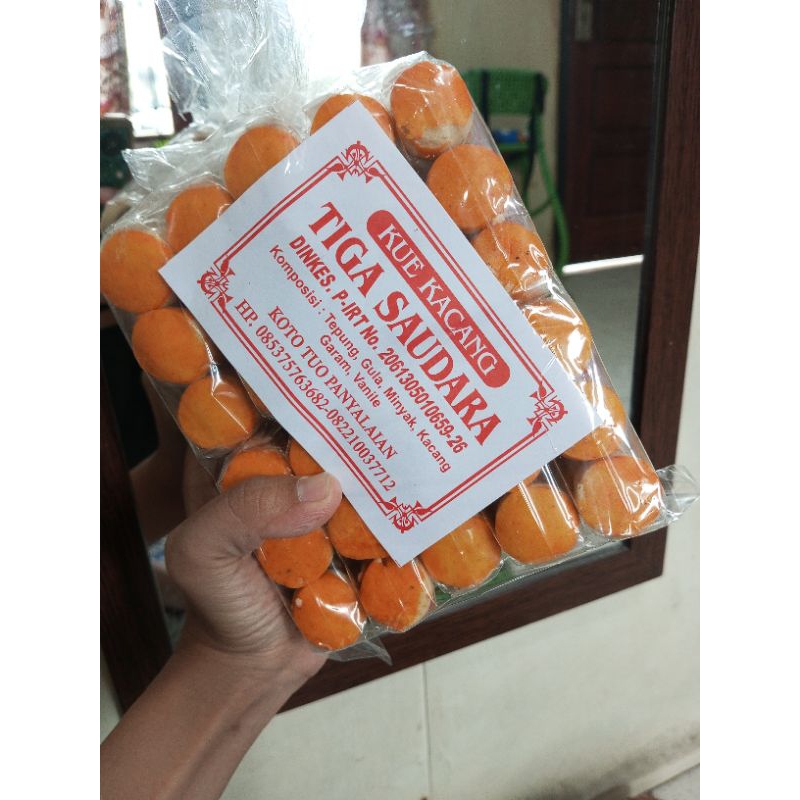 KUE KACANG
TIGA SAUDARA
DINKES, P-IRT No. 2061305010659-26
Komposisi : Tepung, Gula, Minyak, Kacang
Garam, Vanile
KOTO TUO PANYALAIAN
HP. 085375763682-082210037712